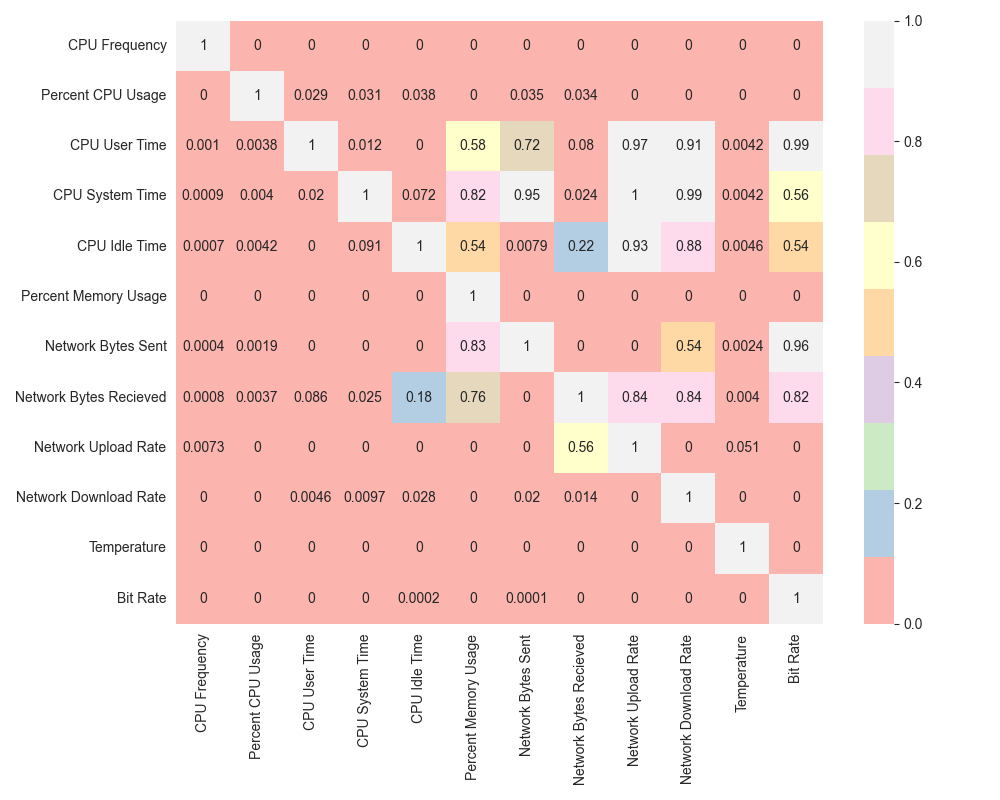 CPU Frequency 1 0 0 0 0 0 0 0 0 0 0 0
Percent CPU Usage 0 1 0.029 0.031 0.038 0 0.035 0.034 0 0 0 0
CPU User Time 0.001 0.0038 1 0.012 0 0.58 0.72 0.08 0.97 0.91 0.0042 0.99
CPU System Time 0.0009 0.004 0.02 1 0.072 0.82 0.95 0.024 1 0.99 0.0042 0.56
CPU Idle Time 0.0007 0.0042 0 0.091 1 0.54 0.0079 0.22 0.93 0.88 0.0046 0.54
Percent Memory Usage 0 0 0 0 0 1 0 0 0 0 0 0
Network Bytes Sent 0.0004 0.0019 0 0 0 0.83 1 0 0 0.54 0.0024 0.96
Network Bytes Recieved 0.0008 0.0037 0.086 0.025 0.18 0.76 0 1 0.84 0.84 0.004 0.82
Network Upload Rate 0.0073 0 0 0 0 0 0 0.56 1 0 0.051 0
Network Download Rate 0 0 0.0046 0.0097 0.028 0 0.02 0.014 0 1 0 0
Temperature 0 0 0 0 0 0 0 0 0 0 1 0
Bit Rate 0 0 0 0 0.0002 0 0.0001 0 0 0 0 1
CPU Frequency
Percent CPU Usage
CPU User Time
CPU System Time
CPU Idle Time
Percent Memory Usage
Network Bytes Sent
Network Bytes Recieved
Network Upload Rate
Network Download Rate
Temperature
Bit Rate
1.0
0.8
0.6
0.4
0.2
0.0